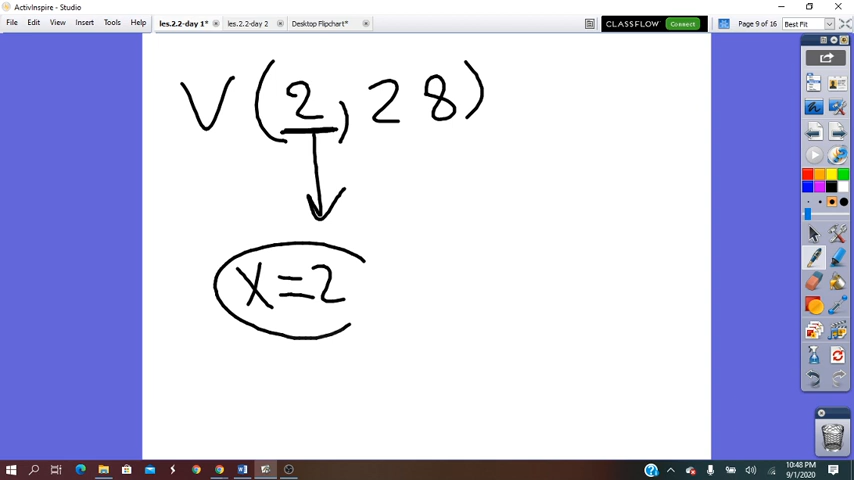 ActivInspire - Studio
File Edit View Insert Tools Help
les.2.2-day 1* les.2.2-day 2 Desktop Flipchart*
CLASSFLOW Connect
Page 9 of 16 Best Fit
V (2, 28)
x=2
10:48 PM
9/1/2020